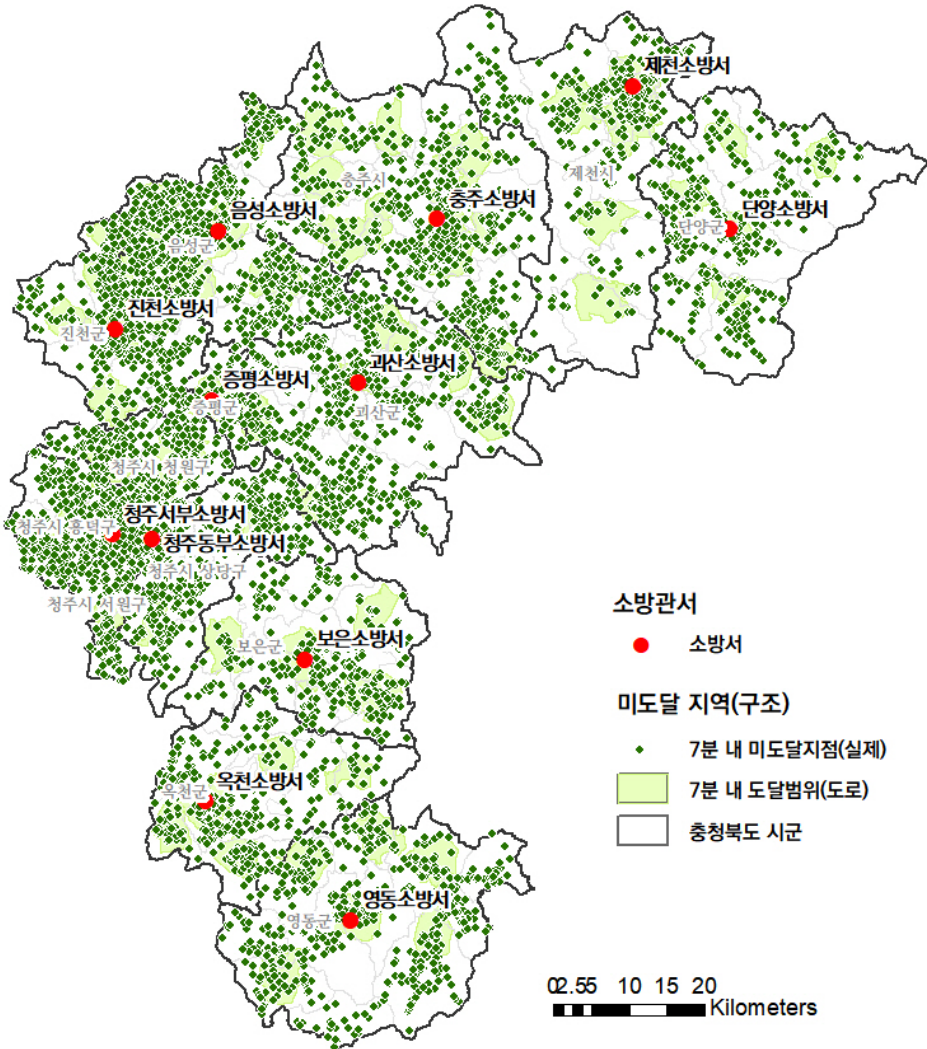 제천소방서
제천시
충주시
음성소방서
충주소방서
단양소방서
단양군
음성군
진천소방서
진천군
괴산소방서
증평소방서
증평군
괴산군
청주시 청원구
청주서부소방서
청주시 흥덕구
청주동부소방서
청주시 상당구
청주시 서원구
보은소방서
보은군
옥천소방서
옥천군
영동소방서
영동군
소방관서
소방서
미도달 지역(구조)
7분 내 미도달지점(실제)
7분 내 도달범위(도로)
충청북도 시군
02.55 10 15 20
Kilometers